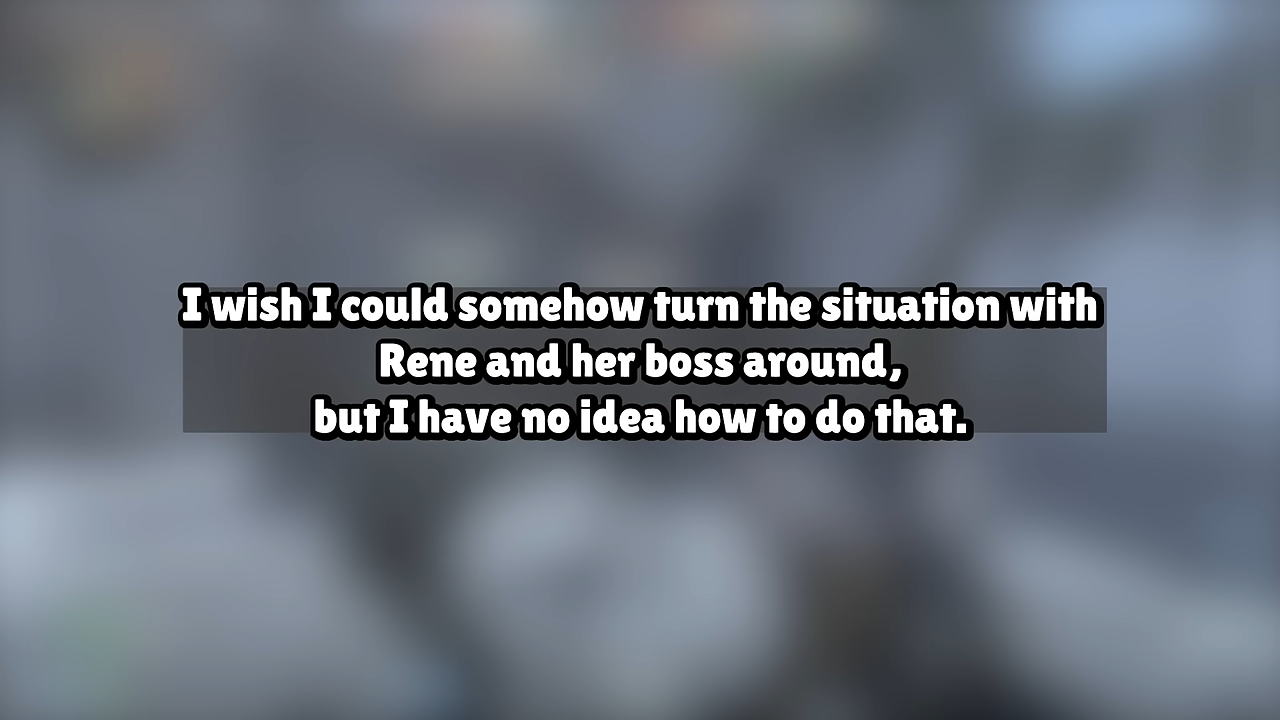 I wish I could somehow turn the situation with
Rene and her boss around,
but I have no idea how to do that.